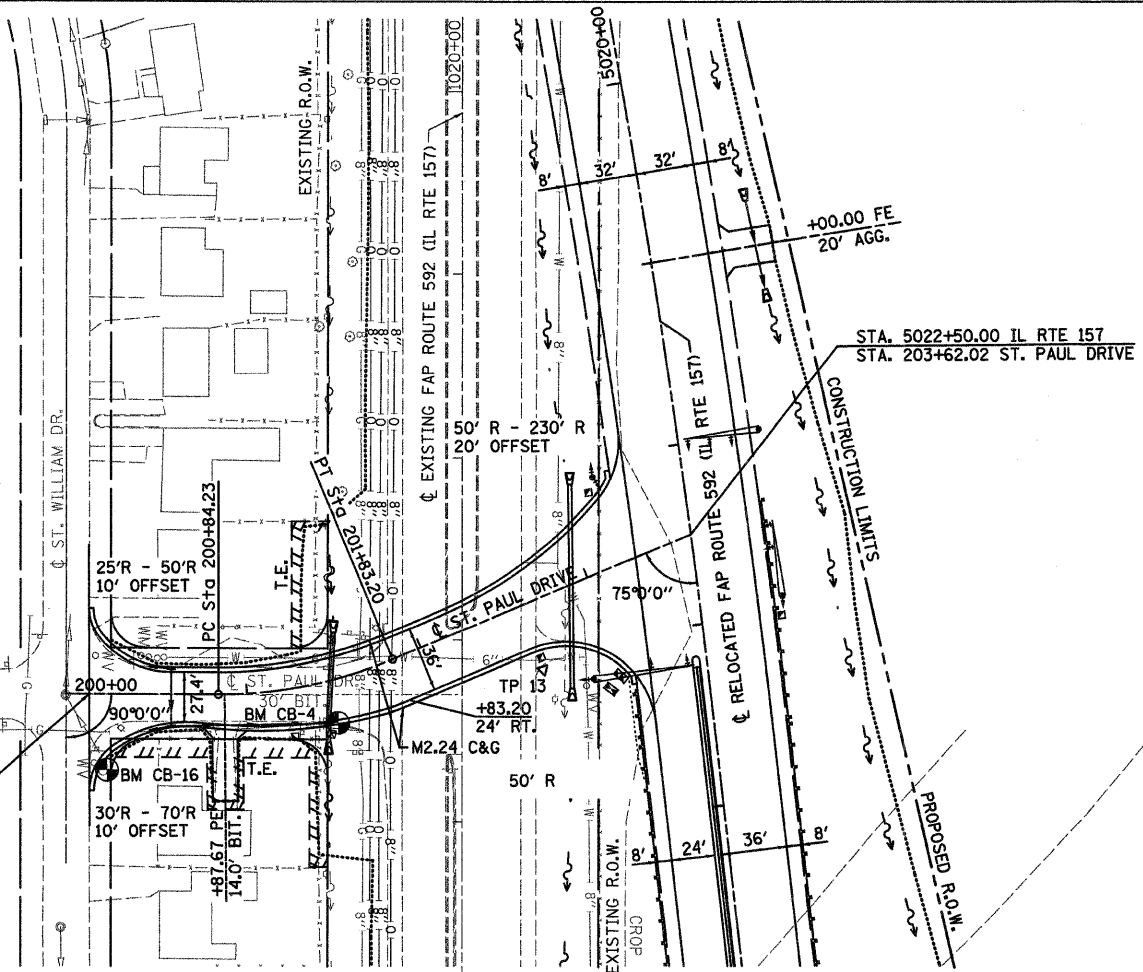 EXISTING R.O.W.
1020+00
5020+00
8'
32'
32'
8'
+00.00 FE
20' AGG.
STA. 5022+50.00 IL RTE 157
STA. 203+62.02 ST. PAUL DRIVE
℄ EXISTING FAP ROUTE 592 (IL RTE 157)
℄ RELOCATED FAP ROUTE 592 (IL RTE 157)
CONSTRUCTION LIMITS
PROPOSED R.O.W.
℄ ST. WILLIAM DR.
50' R - 230' R
20' OFFSET
PT Sta 201+83.20
PC Sta 200+84.23
25'R - 50'R
10' OFFSET
T.E.
℄ ST. PAUL DRIVE
36'
75°0'0"
6"
200+00
90°0'0"
27.4'
℄ ST. PAUL DR.
30' BIT.
BM CB-4
TP 13
+83.20
24' RT.
M2.24 C&G
BM CB-16
T.E.
30'R - 70'R
10' OFFSET
+87.67 PE
14.0' BIT.
50' R
8'
24'
36'
8'
EXISTING R.O.W.
CROP